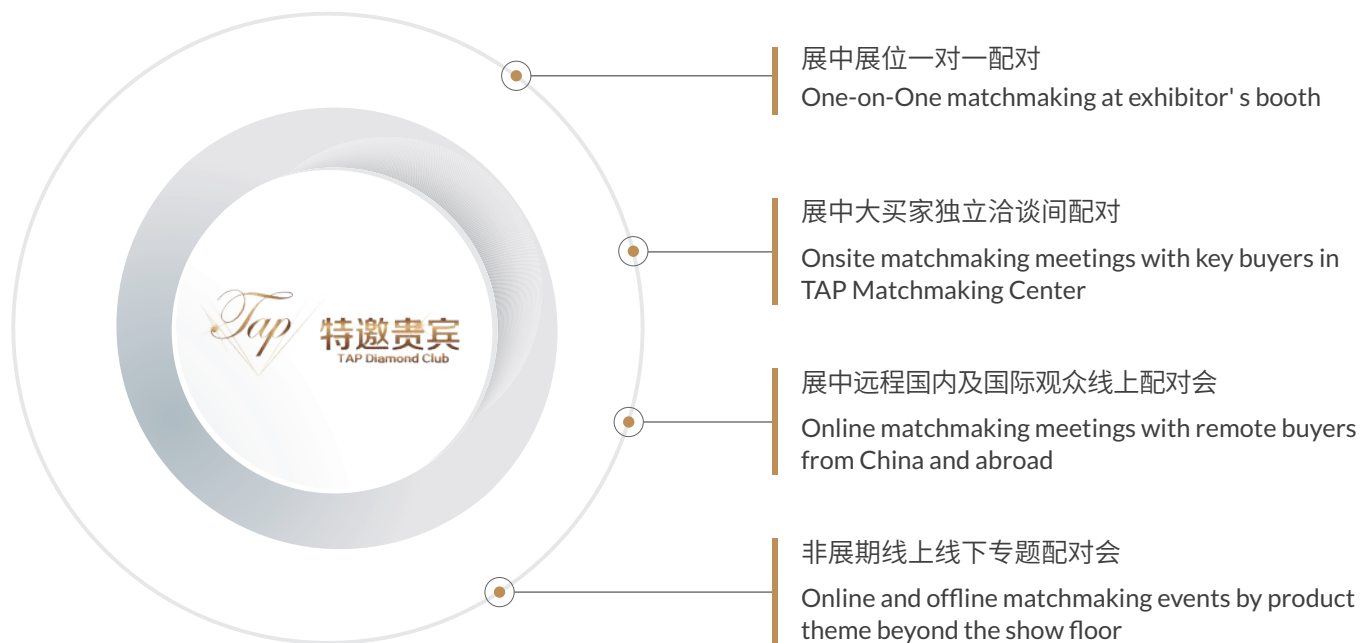 展中展位一对一配对
One-on-One matchmaking at exhibitor' s booth
展中大买家独立洽谈间配对
Onsite matchmaking meetings with key buyers in
TAP Matchmaking Center
Tap 特邀贵宾
TAP Diamond Club
展中远程国内及国际观众线上配对会
Online matchmaking meetings with remote buyers
from China and abroad
非展期线上线下专题配对会
Online and offline matchmaking events by product
theme beyond the show floor